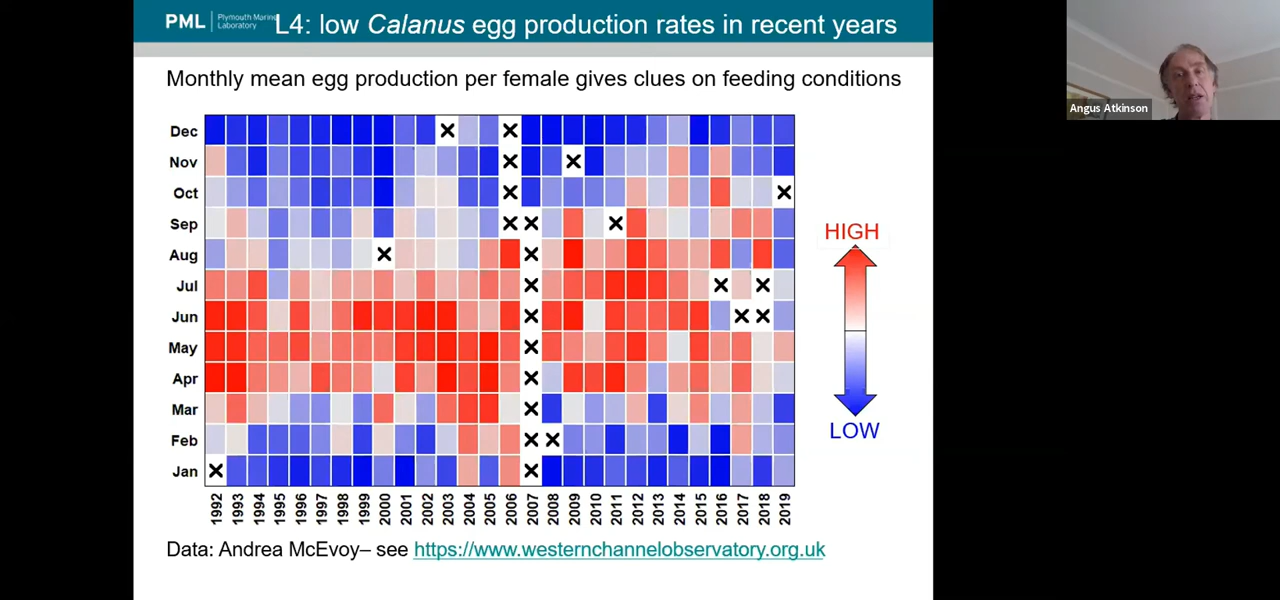 PML | Plymouth Marine
Laboratory
L4: low Calanus egg production rates in recent years
Angus Atkinson
Monthly mean egg production per female gives clues on feeding conditions
Dec
Nov
Oct
Sep
Aug
Jul
Jun
May
Apr
Mar
Feb
Jan
HIGH
LOW
1992 1993 1994 1995 1996 1997 1998 1999 2000 2001 2002 2003 2004 2005 2006 2007 2008 2009 2010 2011 2012 2013 2014 2015 2016 2017 2018 2019
Data: Andrea McEvoy– see https://www.westernchannelobservatory.org.uk